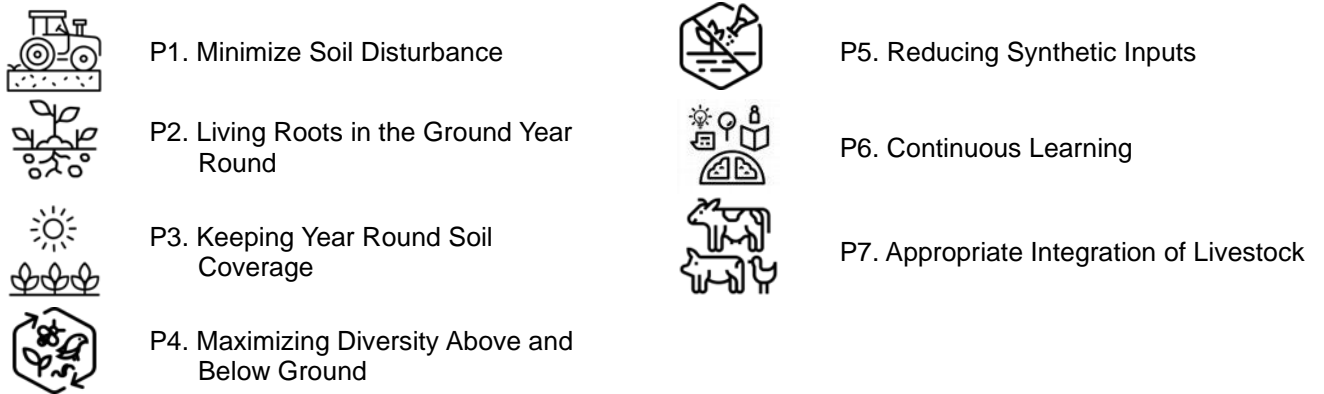 P1. Minimize Soil Disturbance
P2. Living Roots in the Ground Year
Round
P3. Keeping Year Round Soil
Coverage
P4. Maximizing Diversity Above and
Below Ground
P5. Reducing Synthetic Inputs
P6. Continuous Learning
P7. Appropriate Integration of Livestock